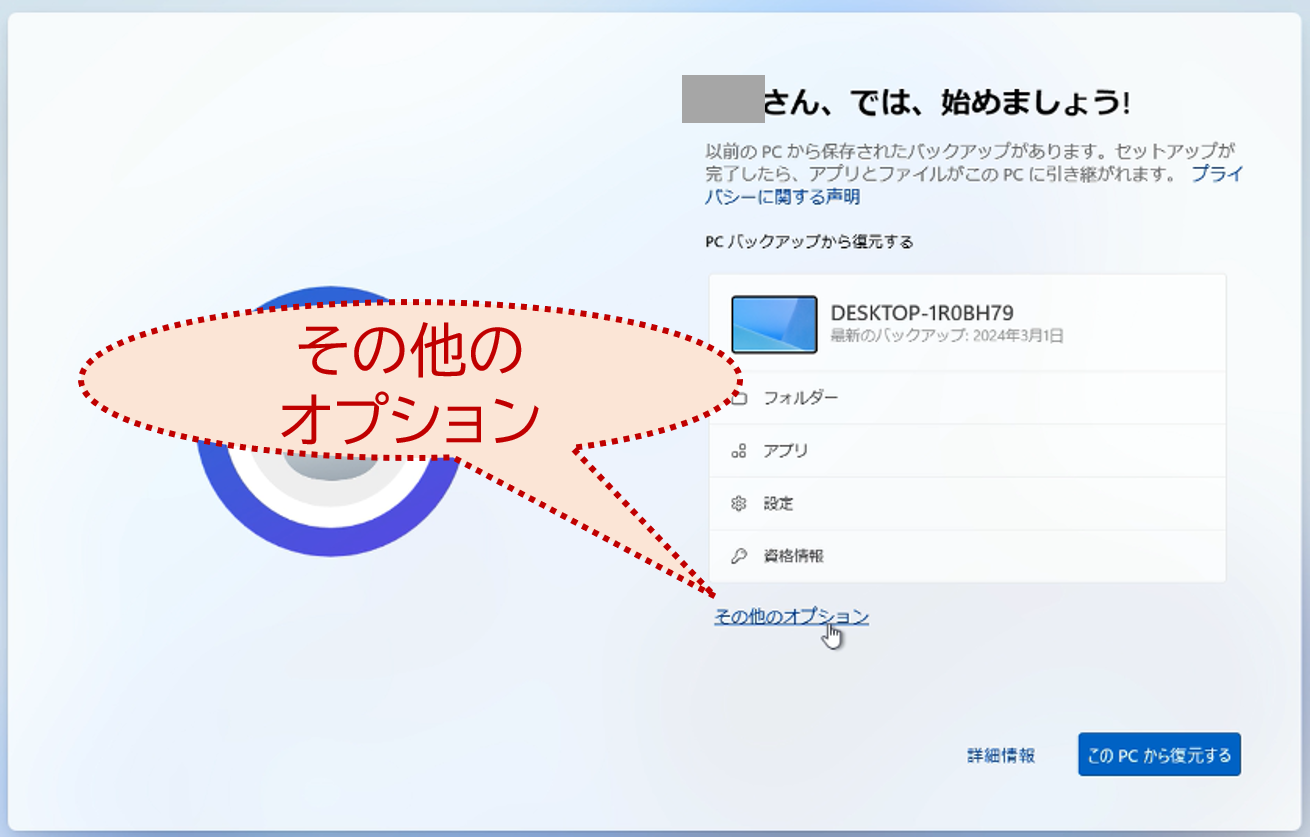 さん、では、始めましょう!
以前の PC から保存されたバックアップがあります。セットアップが
完了したら、アプリとファイルがこの PC に引き継がれます。 プライ
バシーに関する声明
PC バックアップから復元する
DESKTOP-1R0BH79
最新のバックアップ: 2024年3月1日
その他の
オプション
フォルダー
アプリ
設定
資格情報
その他のオプション
詳細情報
この PC から復元する